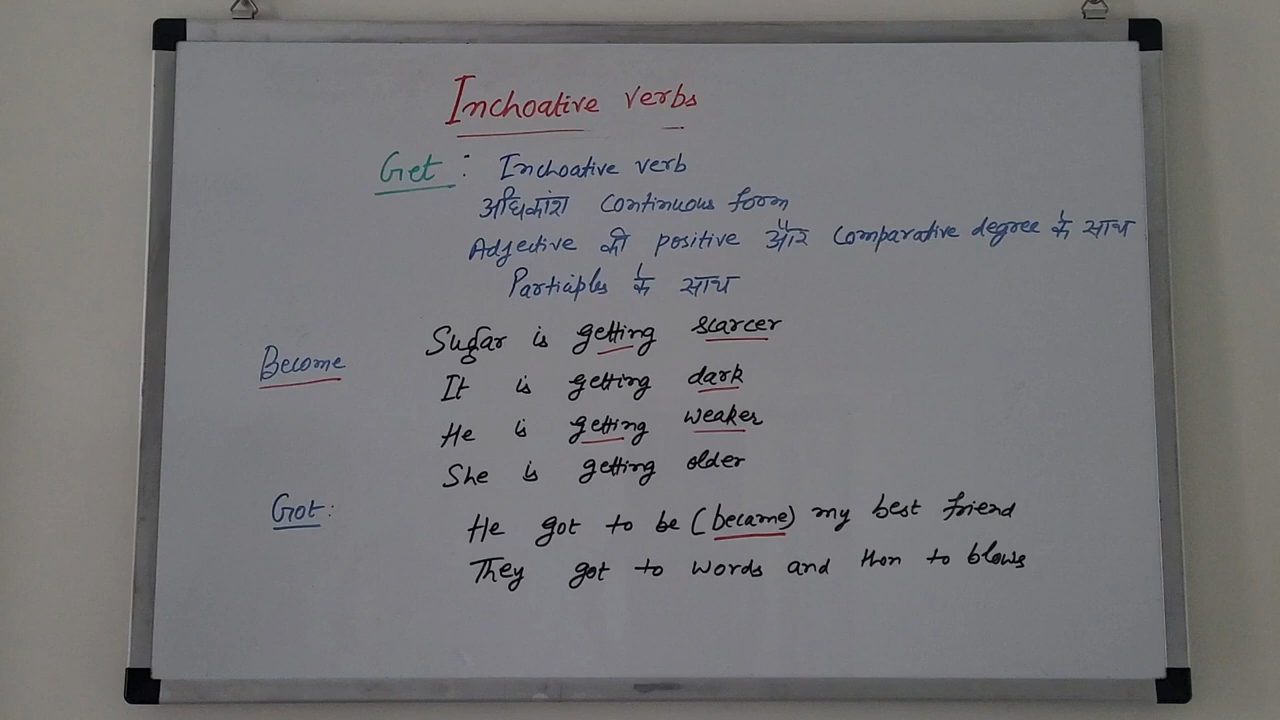 Inchoative verbs
Get : Inchoative verb
अधिकांश continuous form
Adjective की positive और comparative degree के साथ
Participles के साथ
Sugar is getting scarcer
Become
It is getting dark
He is getting weaker
She is getting older
Got:
He got to be (became) my best friend
They got to words and then to blows